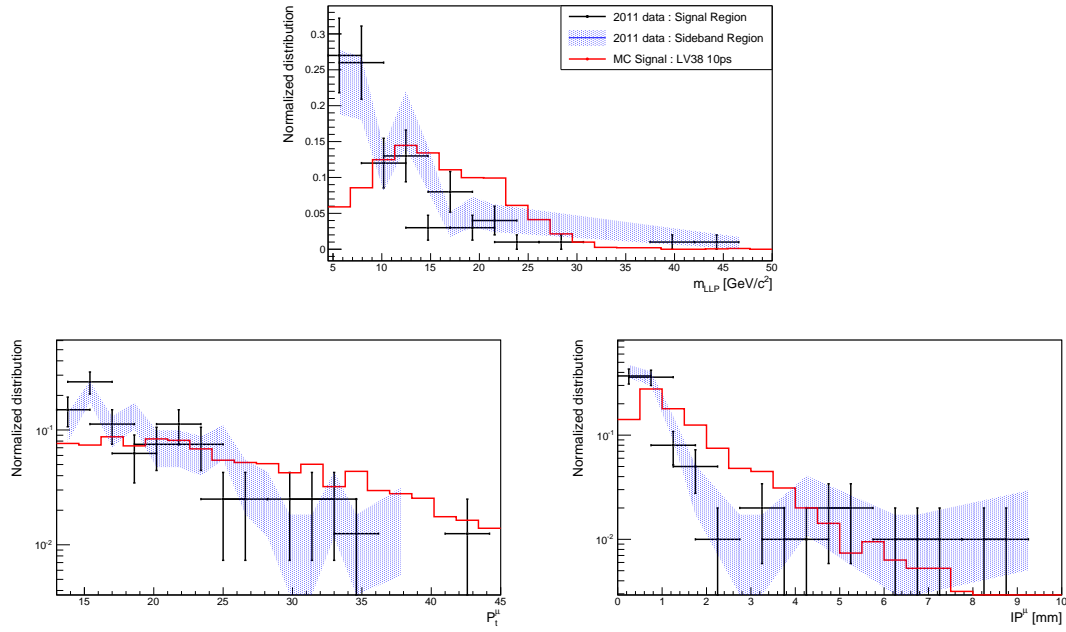 Normalized distribution
2011 data : Signal Region
2011 data : Sideband Region
MC Signal : LV38 10ps
0.3
0.25
0.2
0.15
0.1
0.05
0
5 10 15 20 25 30 35 40 45 50
m_LLP [GeV/c²]
Normalized distribution
10⁻¹
10⁻²
15 20 25 30 35 40 45
P_t^μ
Normalized distribution
10⁻¹
10⁻²
0 1 2 3 4 5 6 7 8 9 10
IP^μ [mm]